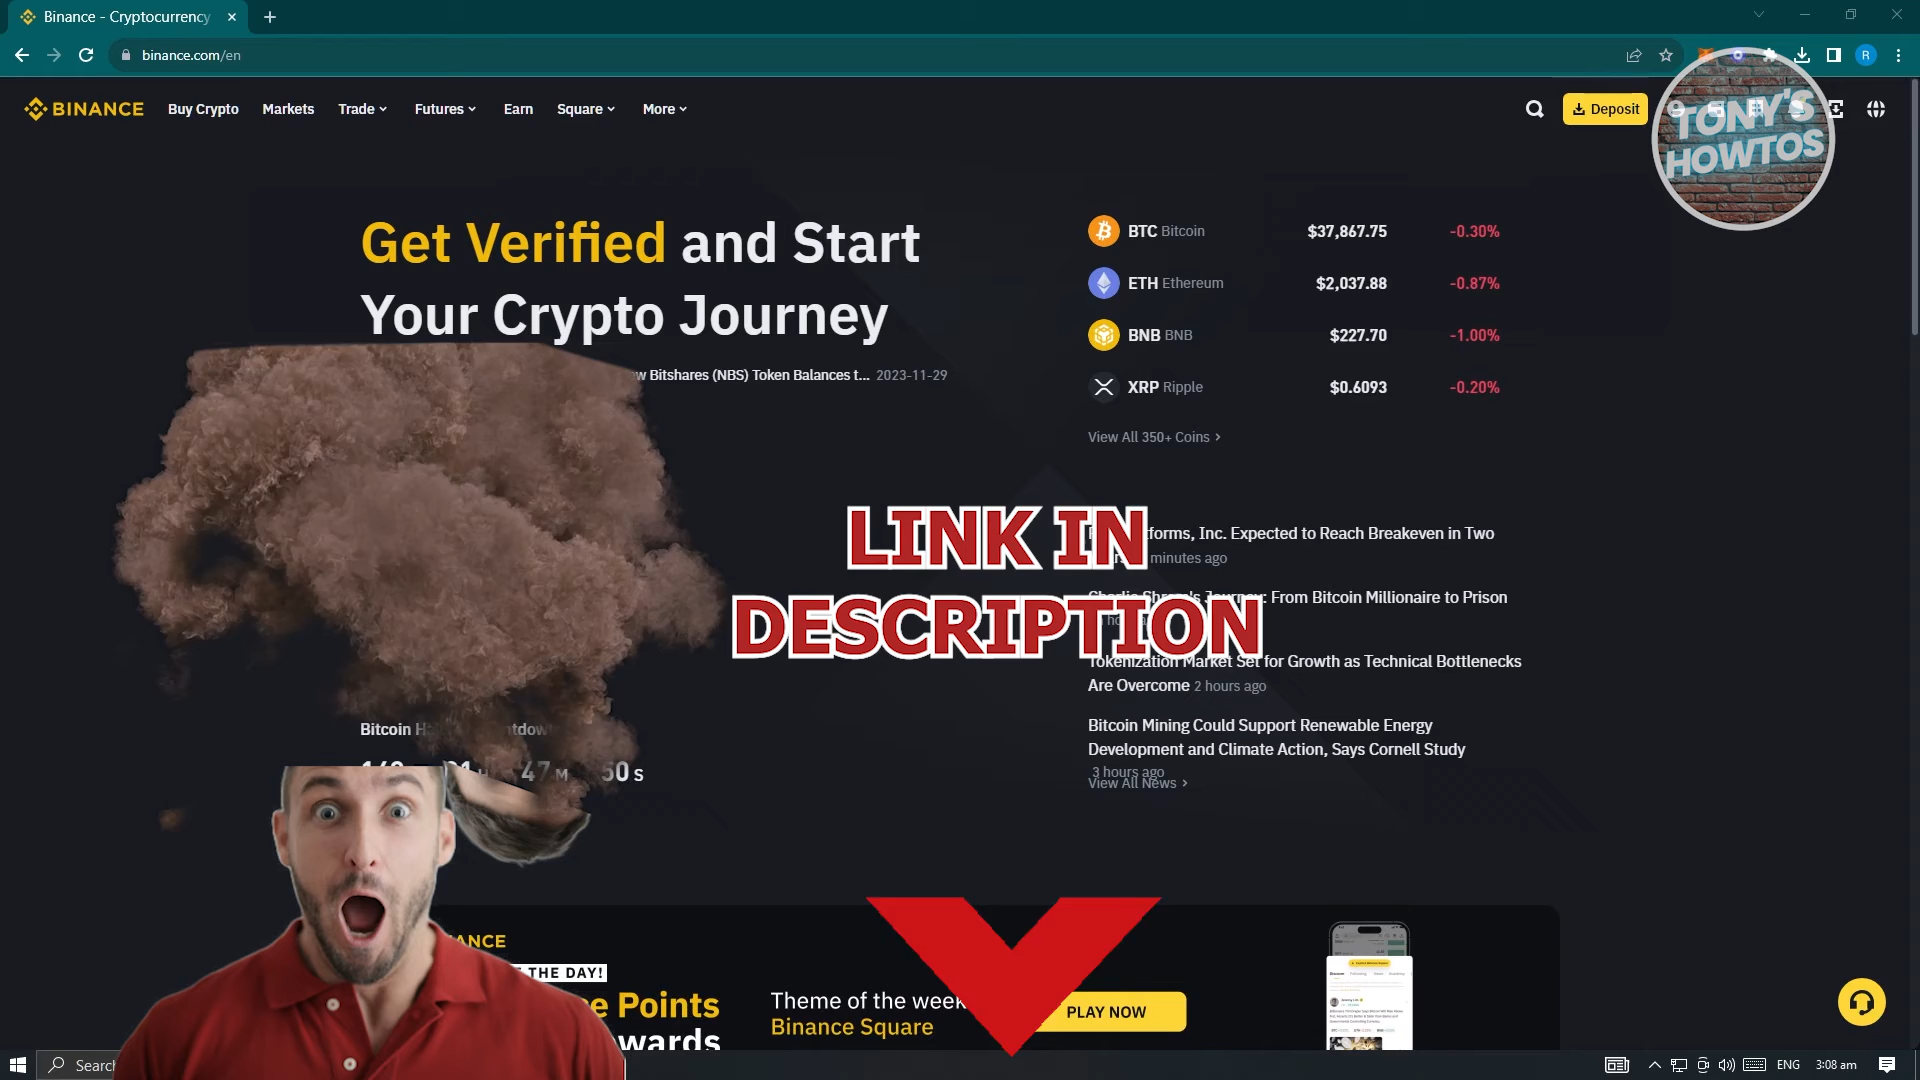 Binance - Cryptocurrency
binance.com/en
R
BINANCE
Buy Crypto
Markets
Trade
Futures
Earn
Square
More
Deposit
TONY'S
HOWTOS
Get Verified and Start
Your Crypto Journey
Bitshares (NBS) Token Balances t... 2023-11-29
BTC Bitcoin $37,867.75 -0.30%
ETH Ethereum $2,037.88 -0.87%
BNB BNB $227.70 -1.00%
XRP Ripple $0.6093 -0.20%
View All 350+ Coins
LINK IN
DESCRIPTION
Inc. Expected to Reach Breakeven in Two
minutes ago
Journey: From Bitcoin Millionaire to Prison
Tokenization Market Set for Growth as Technical Bottlenecks
Are Overcome 2 hours ago
Bitcoin Mining Could Support Renewable Energy
Development and Climate Action, Says Cornell Study
3 hours ago
View All News
Bitcoin
47 M 50 S
THE DAY!
Points
Theme of the week
Binance Square
PLAY NOW
Search
ENG
3:08 am